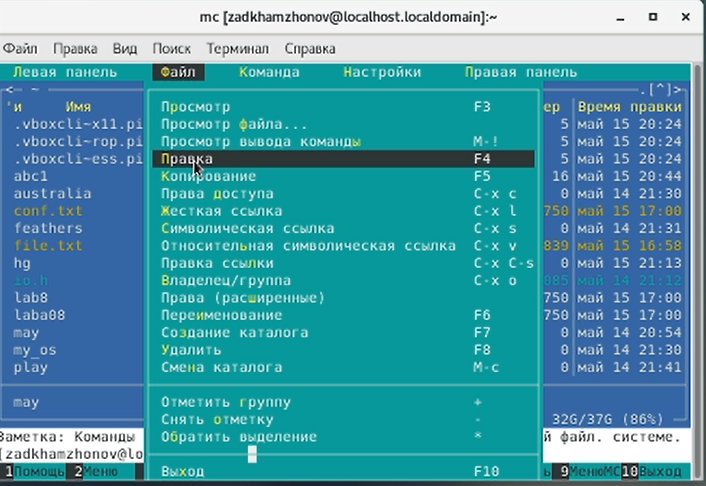 mc [zadkhamzhonov@localhost.localdomain]:~
Файл Правка Вид Поиск Терминал Справка
Левая панель Файл Команда Настройки Правая панель
<— ~ .[^]>
'и Имя Просмотр F3 ер Время правки
.vboxcli~x11.pi Просмотр файла... 5 май 15 20:24
.vboxcli~rop.pi Просмотр вывода команды M-! 5 май 15 20:24
.vboxcli~ess.pi Правка F4 5 май 15 20:24
abc1 Копирование F5 16 май 15 20:44
australia Права доступа C-x c 0 май 14 21:30
conf.txt Жесткая ссылка C-x l 750 май 15 17:00
feathers Символическая ссылка C-x s 0 май 14 21:31
file.txt Относительная символическая ссылка C-x v 839 май 15 16:58
hg Правка ссылки C-x C-s 0 май 15 21:13
io.h Владелец/группа C-x o 085 май 14 21:12
lab8 Права (расширенные) 750 май 15 17:00
laba08 Переименование F6 750 май 15 17:00
may Создание каталога F7 0 май 14 20:54
my_os Удалить F8 0 май 14 21:30
play Смена каталога M-c 0 май 14 21:41
may Отметить группу +
Снять отметку - 32G/37G (86%)
Заметка: Команды Обратить выделение * й файл. системе.
[zadkhamzhonov@lo
1Помощь 2Меню Выход F10 ь 9МенюMC 10Выход